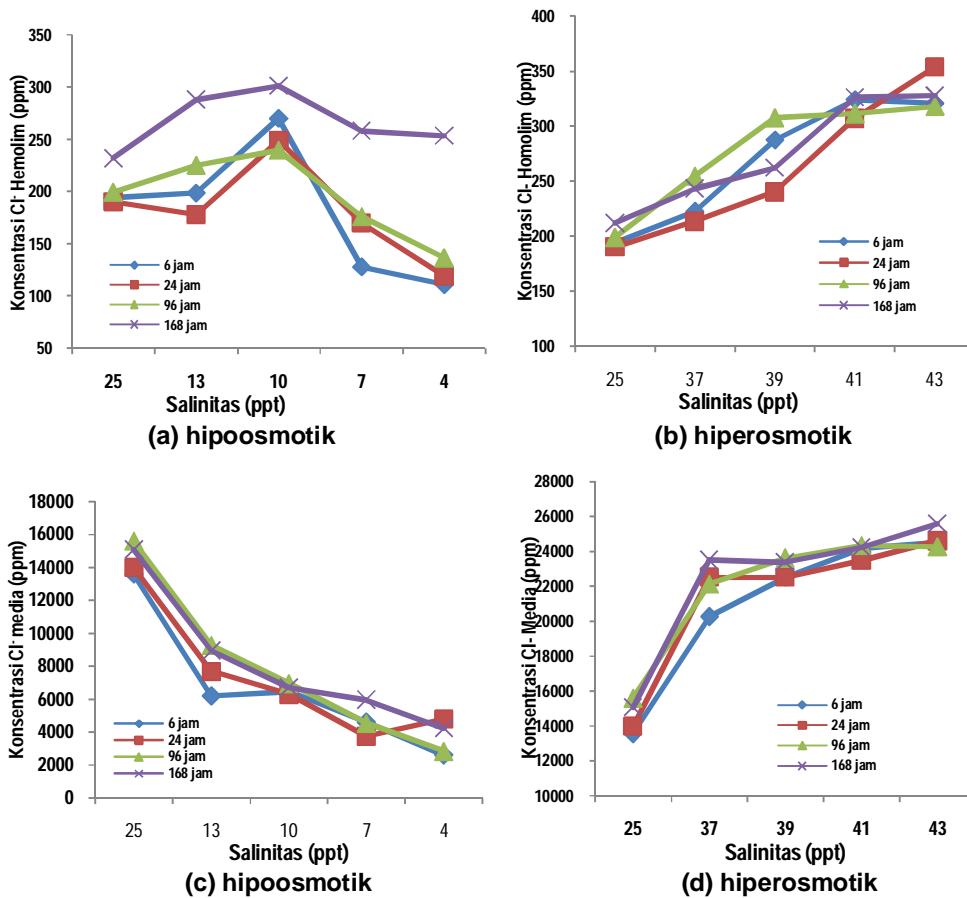 Konsentrasi Cl- Hemolim (ppm)
350
300
250
200
150
100
50
6 jam
24 jam
96 jam
168 jam
25 13 10 7 4
Salinitas (ppt)
(a) hipoosmotik
Konsentrasi Cl- Homolim (ppm)
400
350
300
250
200
150
100
6 jam
24 jam
96 jam
168 jam
25 37 39 41 43
Salinitas (ppt)
(b) hiperosmotik
Konsentrasi Cl- media (ppm)
18000
16000
14000
12000
10000
8000
6000
4000
2000
0
6 jam
24 jam
96 jam
168 jam
25 13 10 7 4
Salinitas (ppt)
(c) hipoosmotik
Konsentrasi Cl- Media (ppm)
28000
26000
24000
22000
20000
18000
16000
14000
12000
10000
6 jam
24 jam
96 jam
168 jam
25 37 39 41 43
Salinitas (ppt)
(d) hiperosmotik